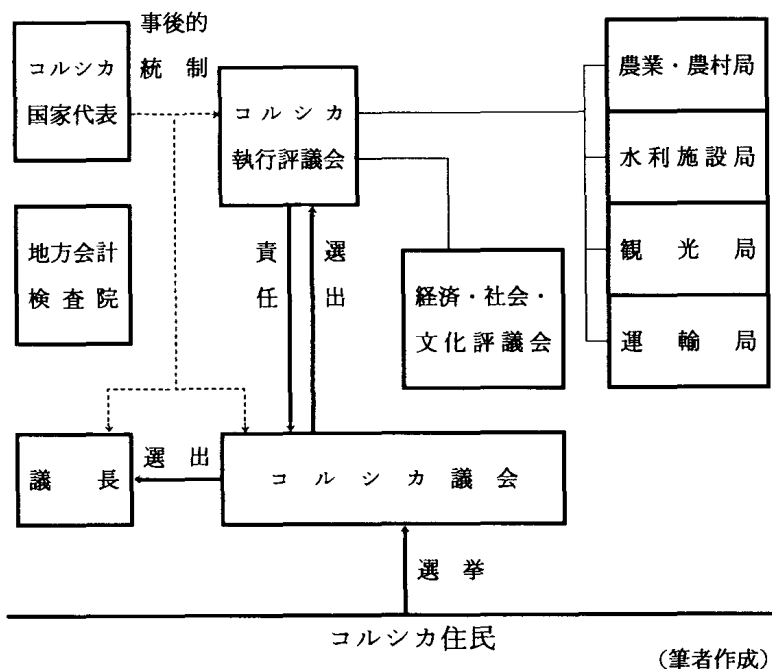 事後的
統制
コルシカ
国家代表
コルシカ
執行評議会
農業・農村局
水利施設局
観光局
運輸局
地方会計
検査院
責任
選出
経済・社会・
文化評議会
議長
選出
コルシカ議会
選挙
コルシカ住民
(筆者作成)